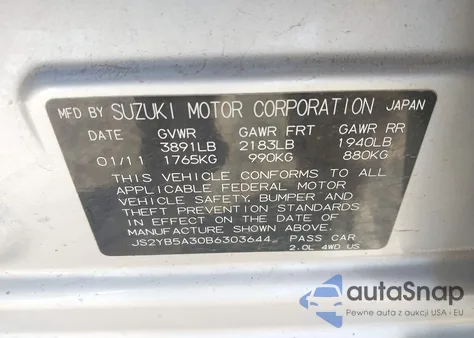 MFD BY SUZUKI MOTOR CORPORATION JAPAN
DATE GVWR GAWR FRT GAWR RR
3891LB 2183LB 1940LB
01/11 1765KG 990KG 880KG
THIS VEHICLE CONFORMS TO ALL
APPLICABLE FEDERAL MOTOR
VEHICLE SAFETY, BUMPER AND
THEFT PREVENTION STANDARDS
IN EFFECT ON THE DATE OF
MANUFACTURE SHOWN ABOVE
JS2YB5A30B6303644 PASS CAR
2.0L 4WD US
autoSnap
Pewne auta z aukcji USA - EU